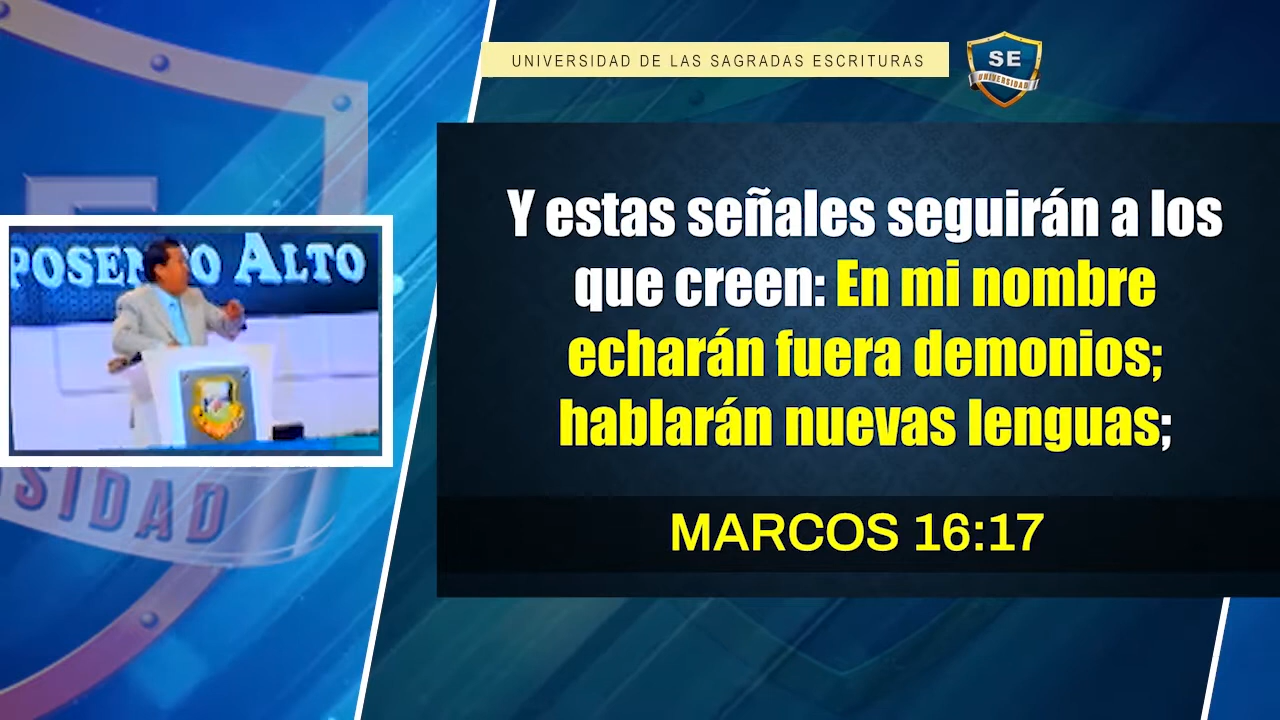 UNIVERSIDAD DE LAS SAGRADAS ESCRITURAS
SE
UNIVERSIDAD
Y estas señales seguirán a los
que creen: En mi nombre
echarán fuera demonios;
hablarán nuevas lenguas;
MARCOS 16:17
ALTO